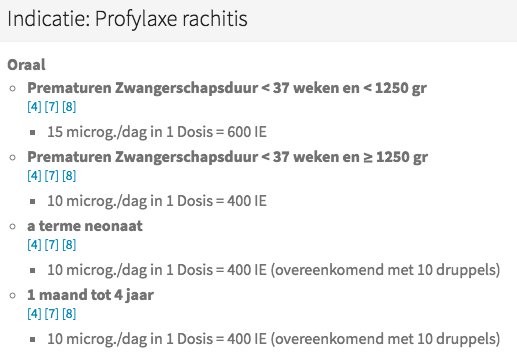 Indicatie: Profylaxe rachitis
Oraal
Prematuren Zwangerschapsduur < 37 weken en < 1250 gr
[4] [7] [8]
15 microg./dag in 1 Dosis = 600 IE
Prematuren Zwangerschapsduur < 37 weken en ≥ 1250 gr
[4] [7] [8]
10 microg./dag in 1 Dosis = 400 IE
a terme neonaat
[4] [7] [8]
10 microg./dag in 1 Dosis = 400 IE (overeenkomend met 10 druppels)
1 maand tot 4 jaar
[4] [7] [8]
10 microg./dag in 1 Dosis = 400 IE (overeenkomend met 10 druppels)